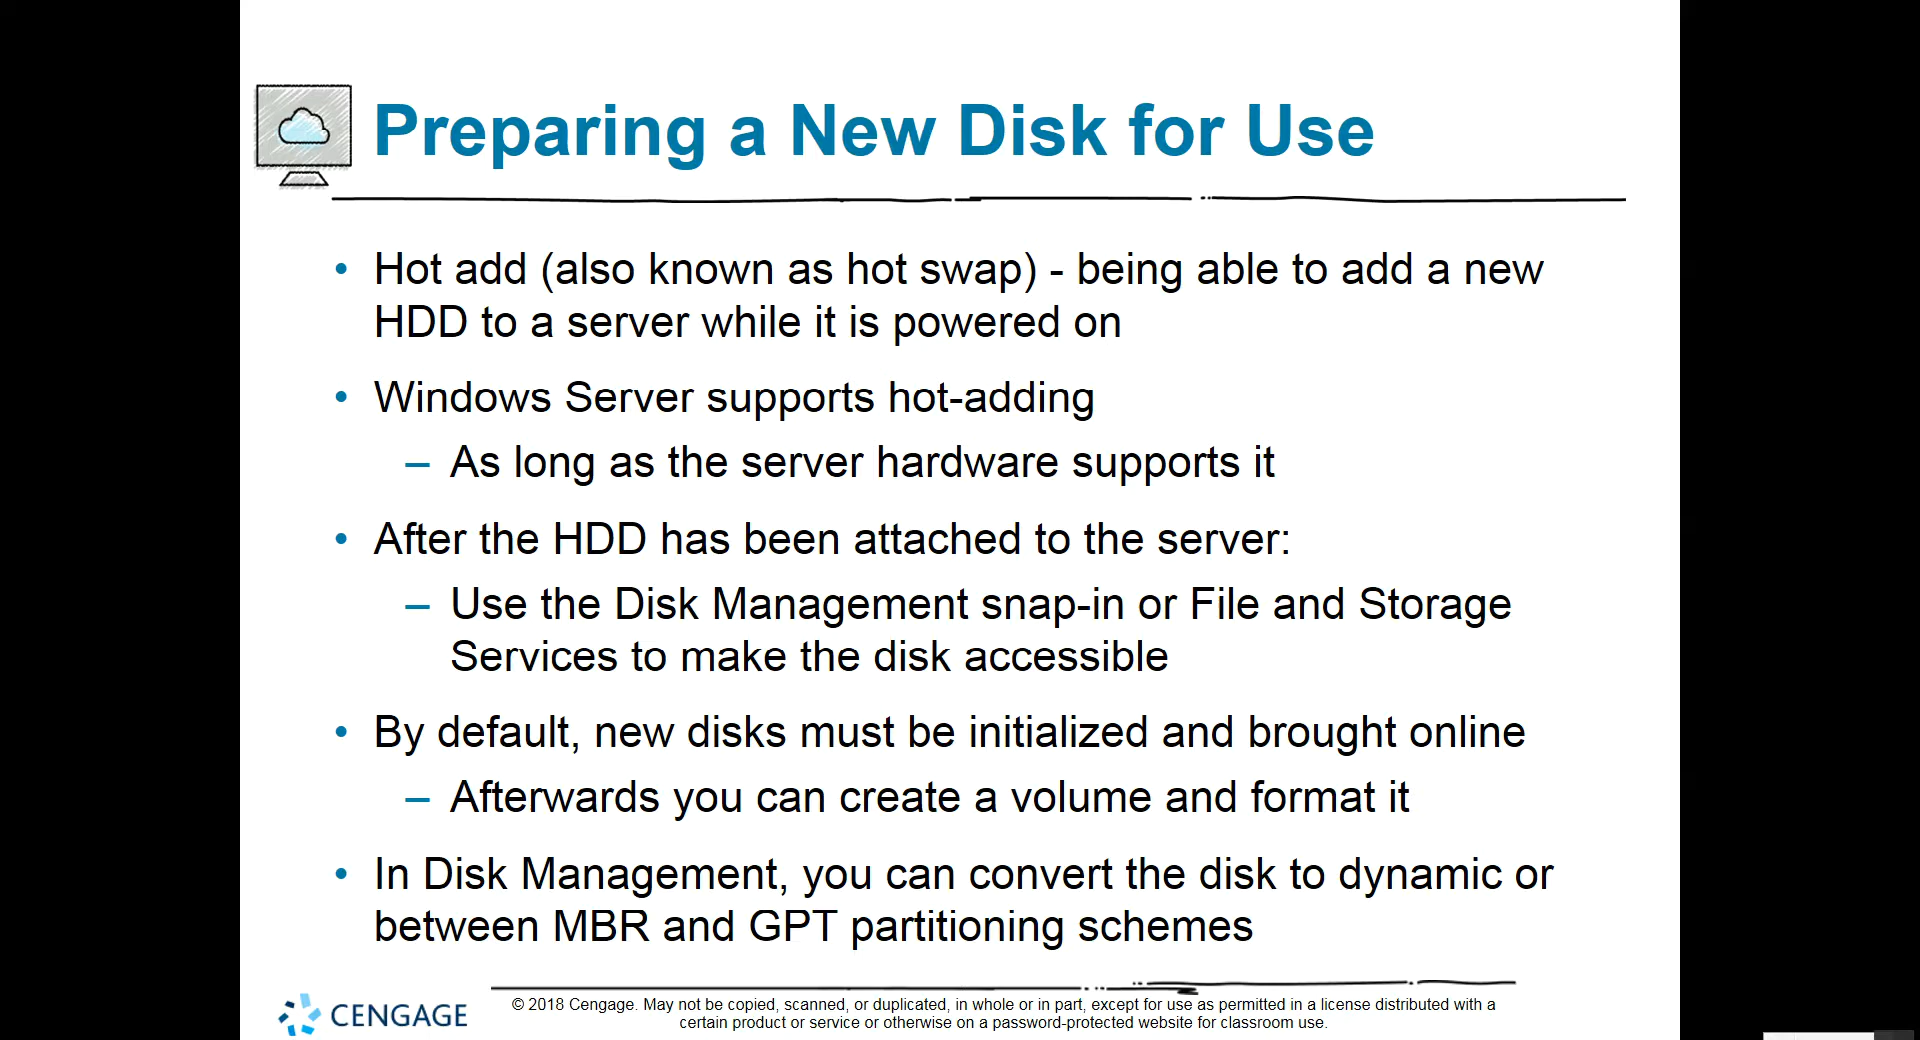 Preparing a New Disk for Use
• Hot add (also known as hot swap) - being able to add a new
HDD to a server while it is powered on
• Windows Server supports hot-adding
– As long as the server hardware supports it
• After the HDD has been attached to the server:
– Use the Disk Management snap-in or File and Storage
Services to make the disk accessible
• By default, new disks must be initialized and brought online
– Afterwards you can create a volume and format it
• In Disk Management, you can convert the disk to dynamic or
between MBR and GPT partitioning schemes
CENGAGE
© 2018 Cengage. May not be copied, scanned, or duplicated, in whole or in part, except for use as permitted in a license distributed with a
certain product or service or otherwise on a password-protected website for classroom use.